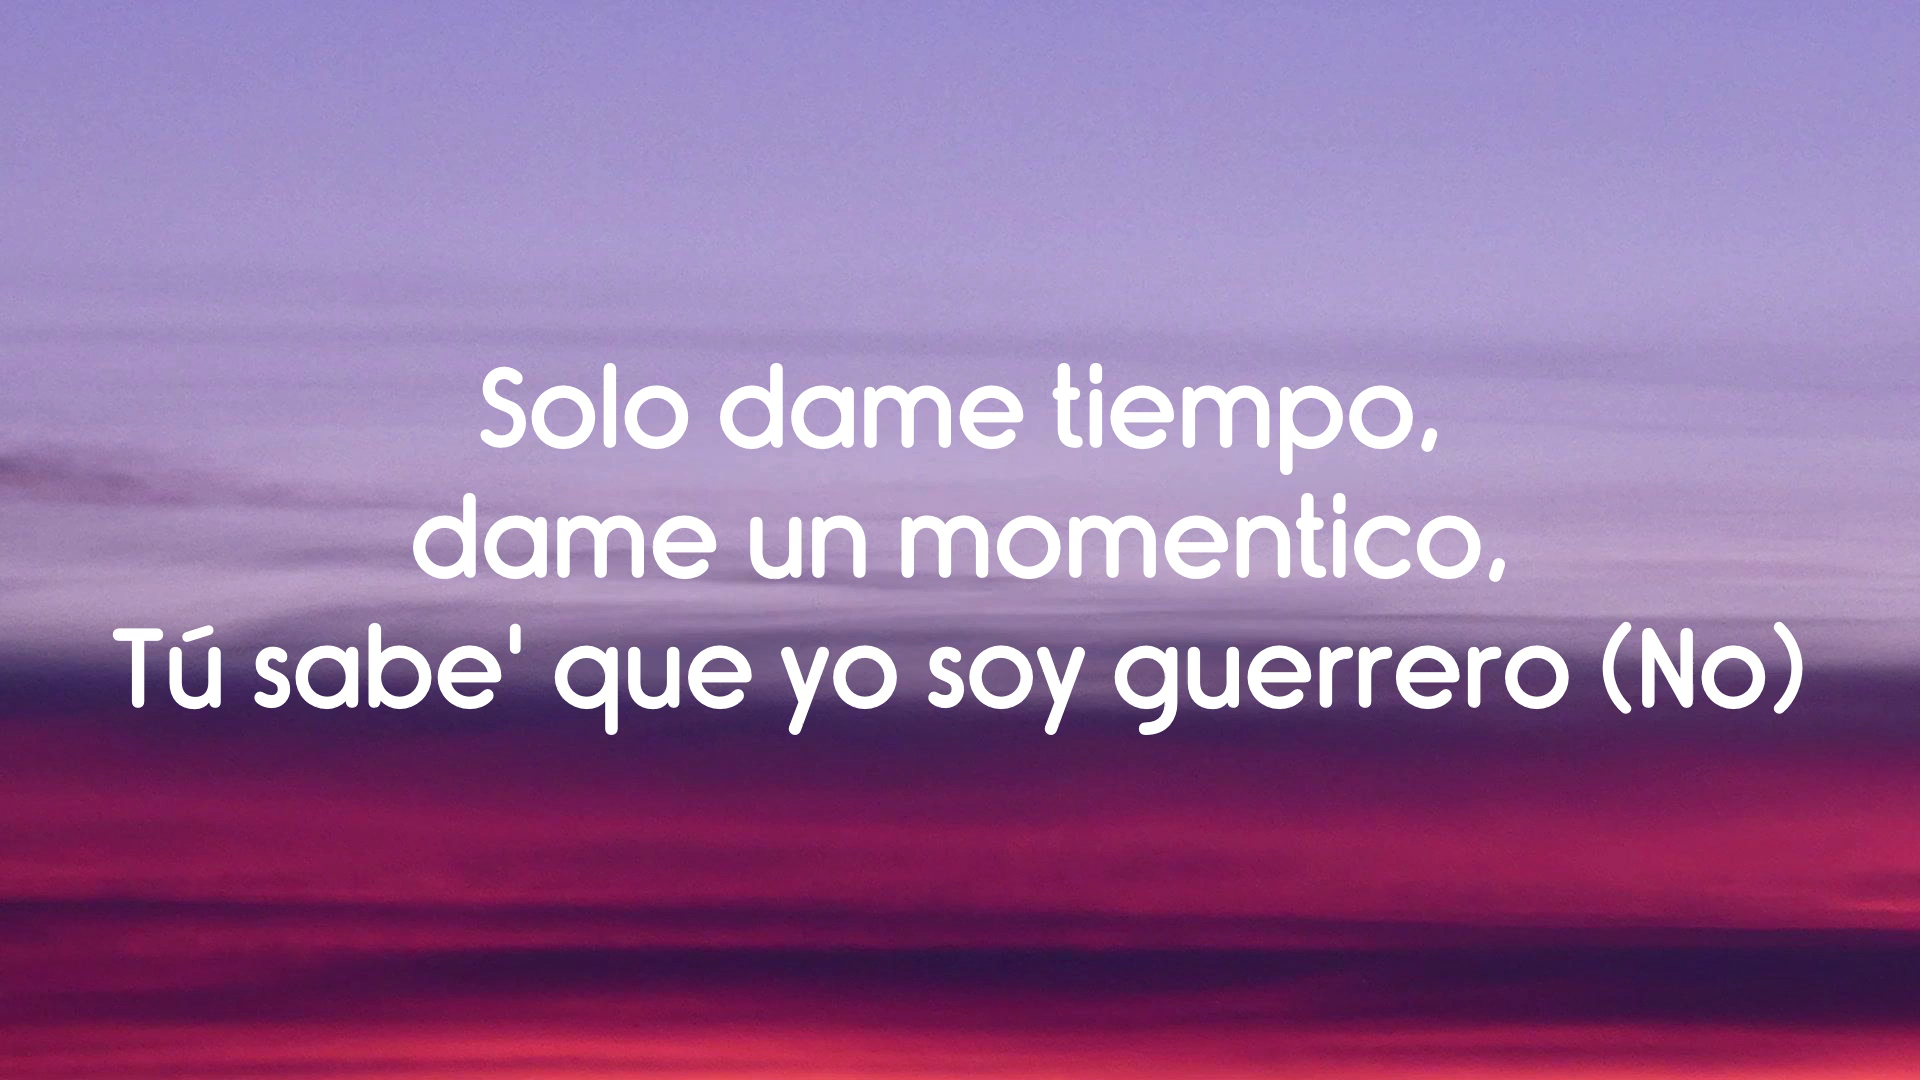 Solo dame tiempo,
dame un momentico,
Tú sabe' que yo soy guerrero (No)